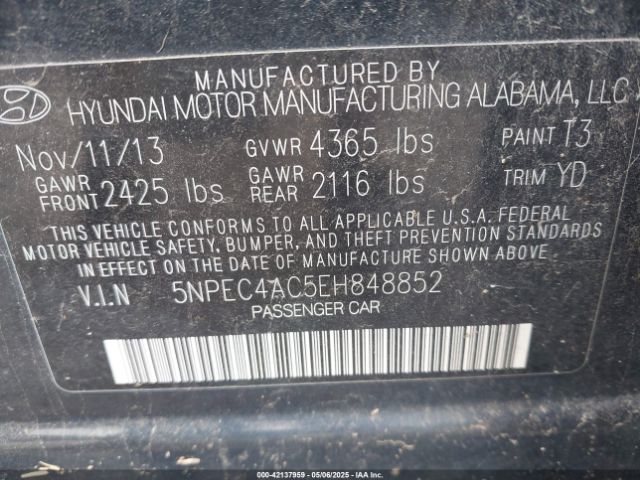 MANUFACTURED BY
HYUNDAI MOTOR MANUFACTURING ALABAMA, LLC
Nov/11/13 GVWR 4365 lbs PAINT T3
GAWR FRONT 2425 lbs GAWR REAR 2116 lbs TRIM YD
THIS VEHICLE CONFORMS TO ALL APPLICABLE U.S.A. FEDERAL
MOTOR VEHICLE SAFETY, BUMPER, AND THEFT PREVENTION STANDARDS
IN EFFECT ON THE DATE OF MANUFACTURE SHOWN ABOVE
V.I.N 5NPEC4AC5EH848852
PASSENGER CAR
000-42137959 - 05/06/2025 - IAA Inc.